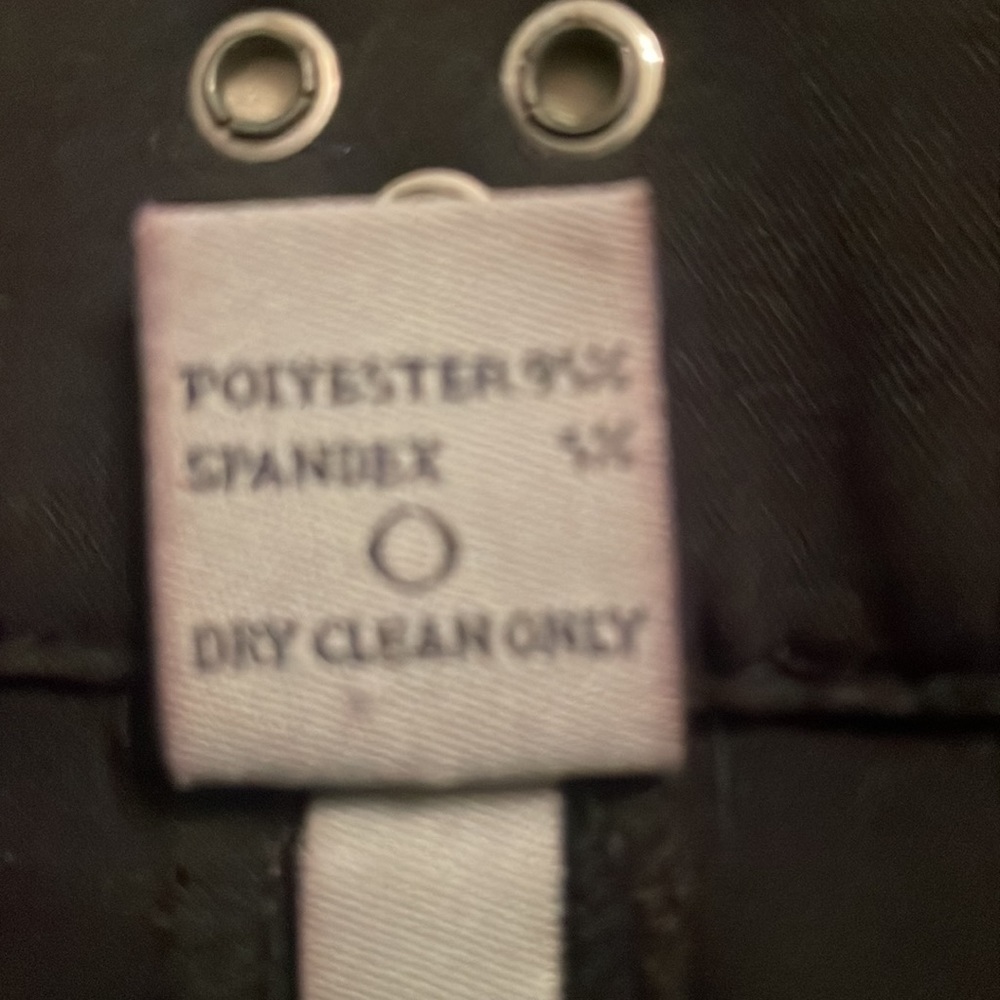 POLYESTER 95%
SPANDEX 5%
DRY CLEAN ONLY